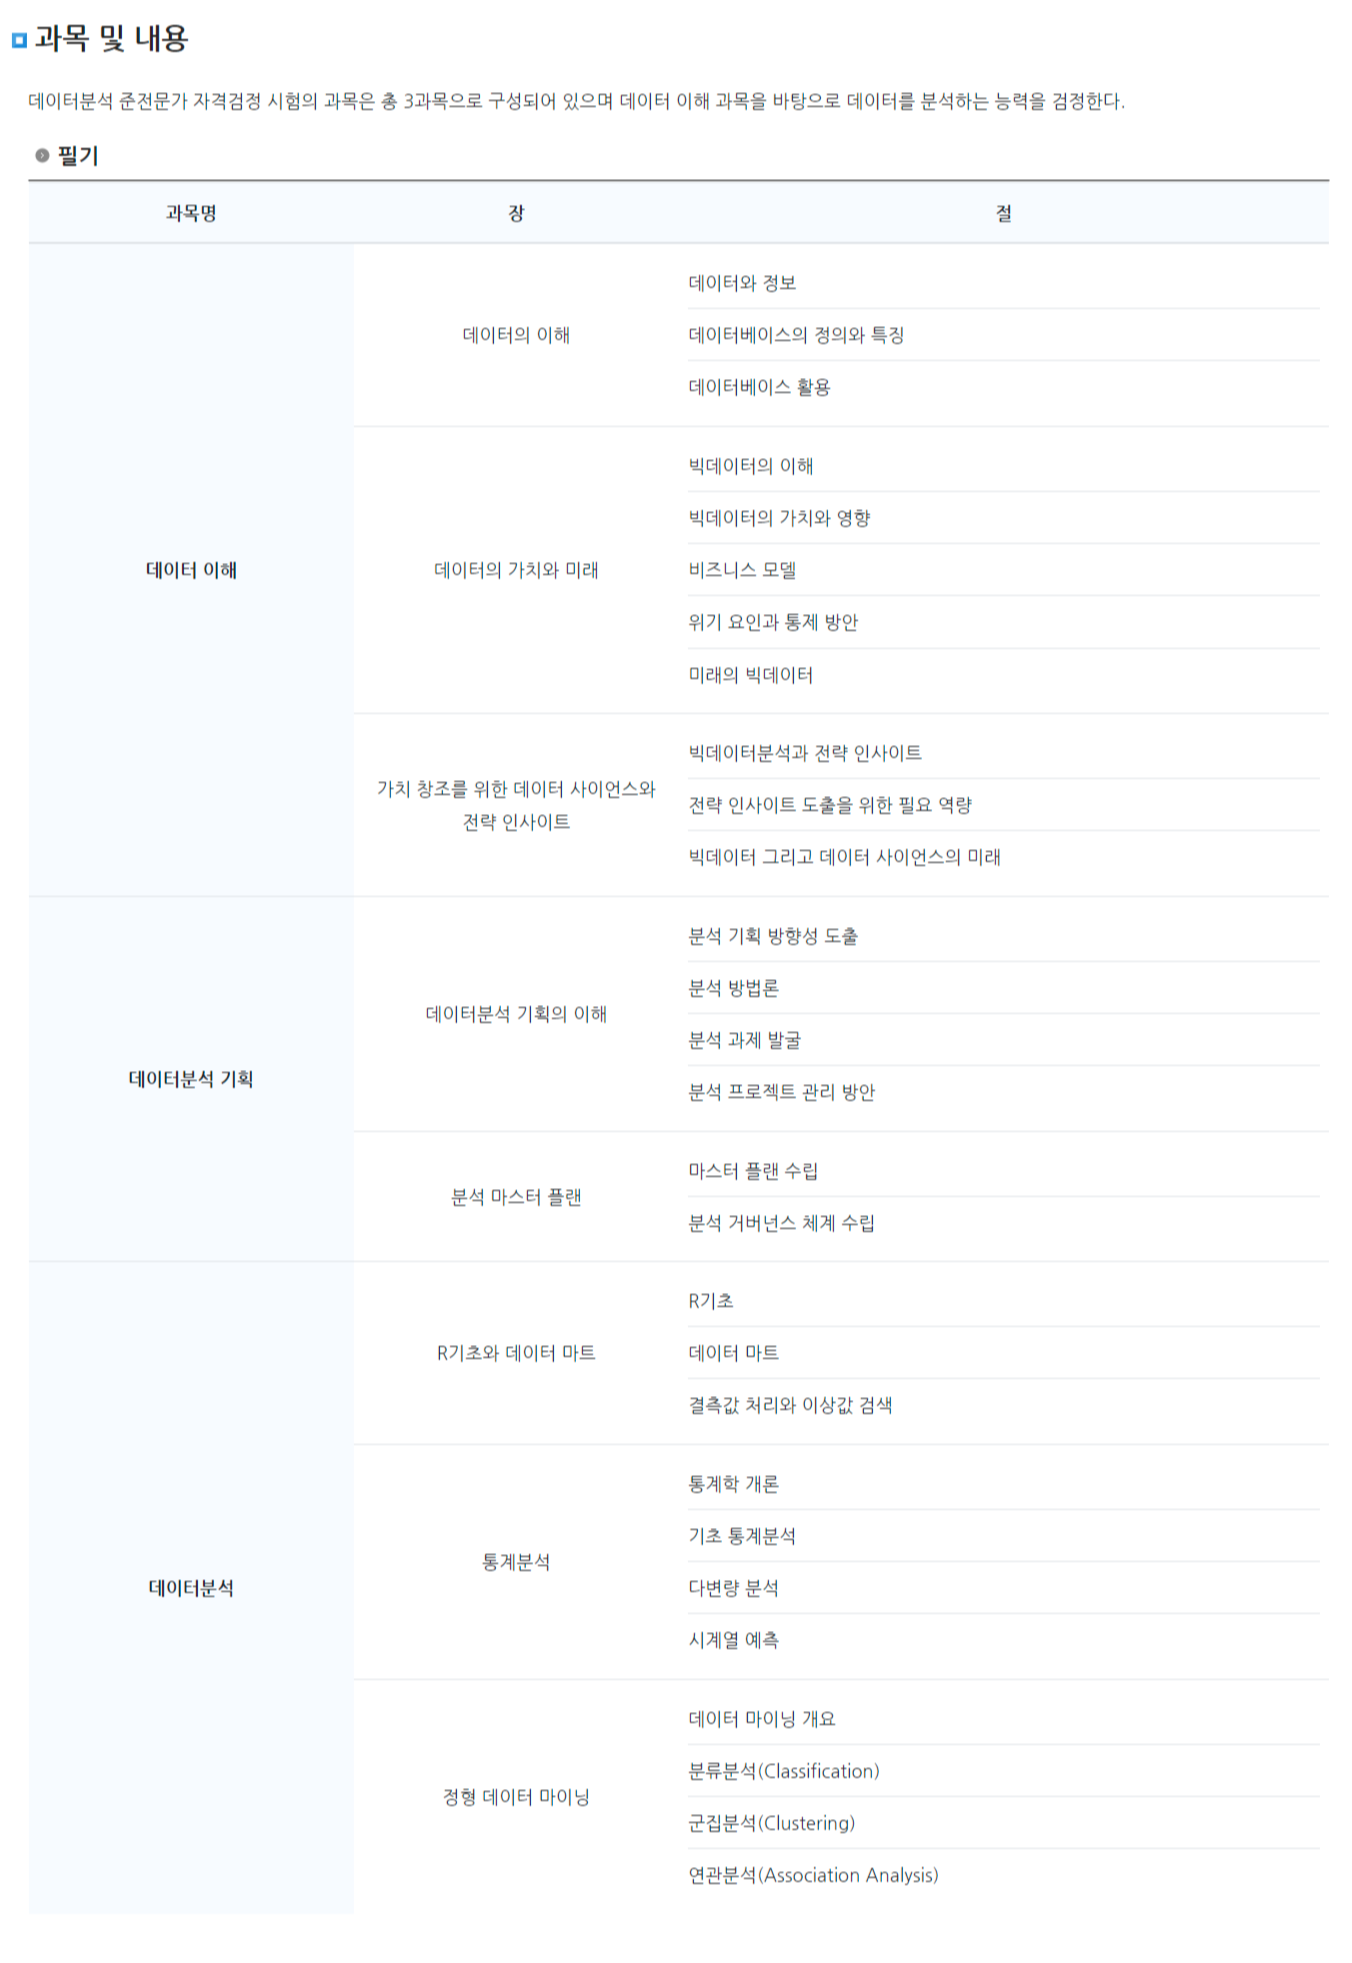 과목 및 내용
데이터분석 준전문가 자격검정 시험의 과목은 총 3과목으로 구성되어 있으며 데이터 이해 과목을 바탕으로 데이터를 분석하는 능력을 검정한다.
필기
과목명 장 절
데이터 이해
데이터의 이해
데이터와 정보
데이터베이스의 정의와 특징
데이터베이스 활용
데이터의 가치와 미래
빅데이터의 이해
빅데이터의 가치와 영향
비즈니스 모델
위기 요인과 통제 방안
미래의 빅데이터
가치 창조를 위한 데이터 사이언스와
전략 인사이트
빅데이터분석과 전략 인사이트
전략 인사이트 도출을 위한 필요 역량
빅데이터 그리고 데이터 사이언스의 미래
데이터분석 기획
데이터분석 기획의 이해
분석 기획 방향성 도출
분석 방법론
분석 과제 발굴
분석 프로젝트 관리 방안
분석 마스터 플랜
마스터 플랜 수립
분석 거버넌스 체계 수립
데이터분석
R기초와 데이터 마트
R기초
데이터 마트
결측값 처리와 이상값 검색
통계분석
통계학 개론
기초 통계분석
다변량 분석
시계열 예측
정형 데이터 마이닝
데이터 마이닝 개요
분류분석(Classification)
군집분석(Clustering)
연관분석(Association Analysis)